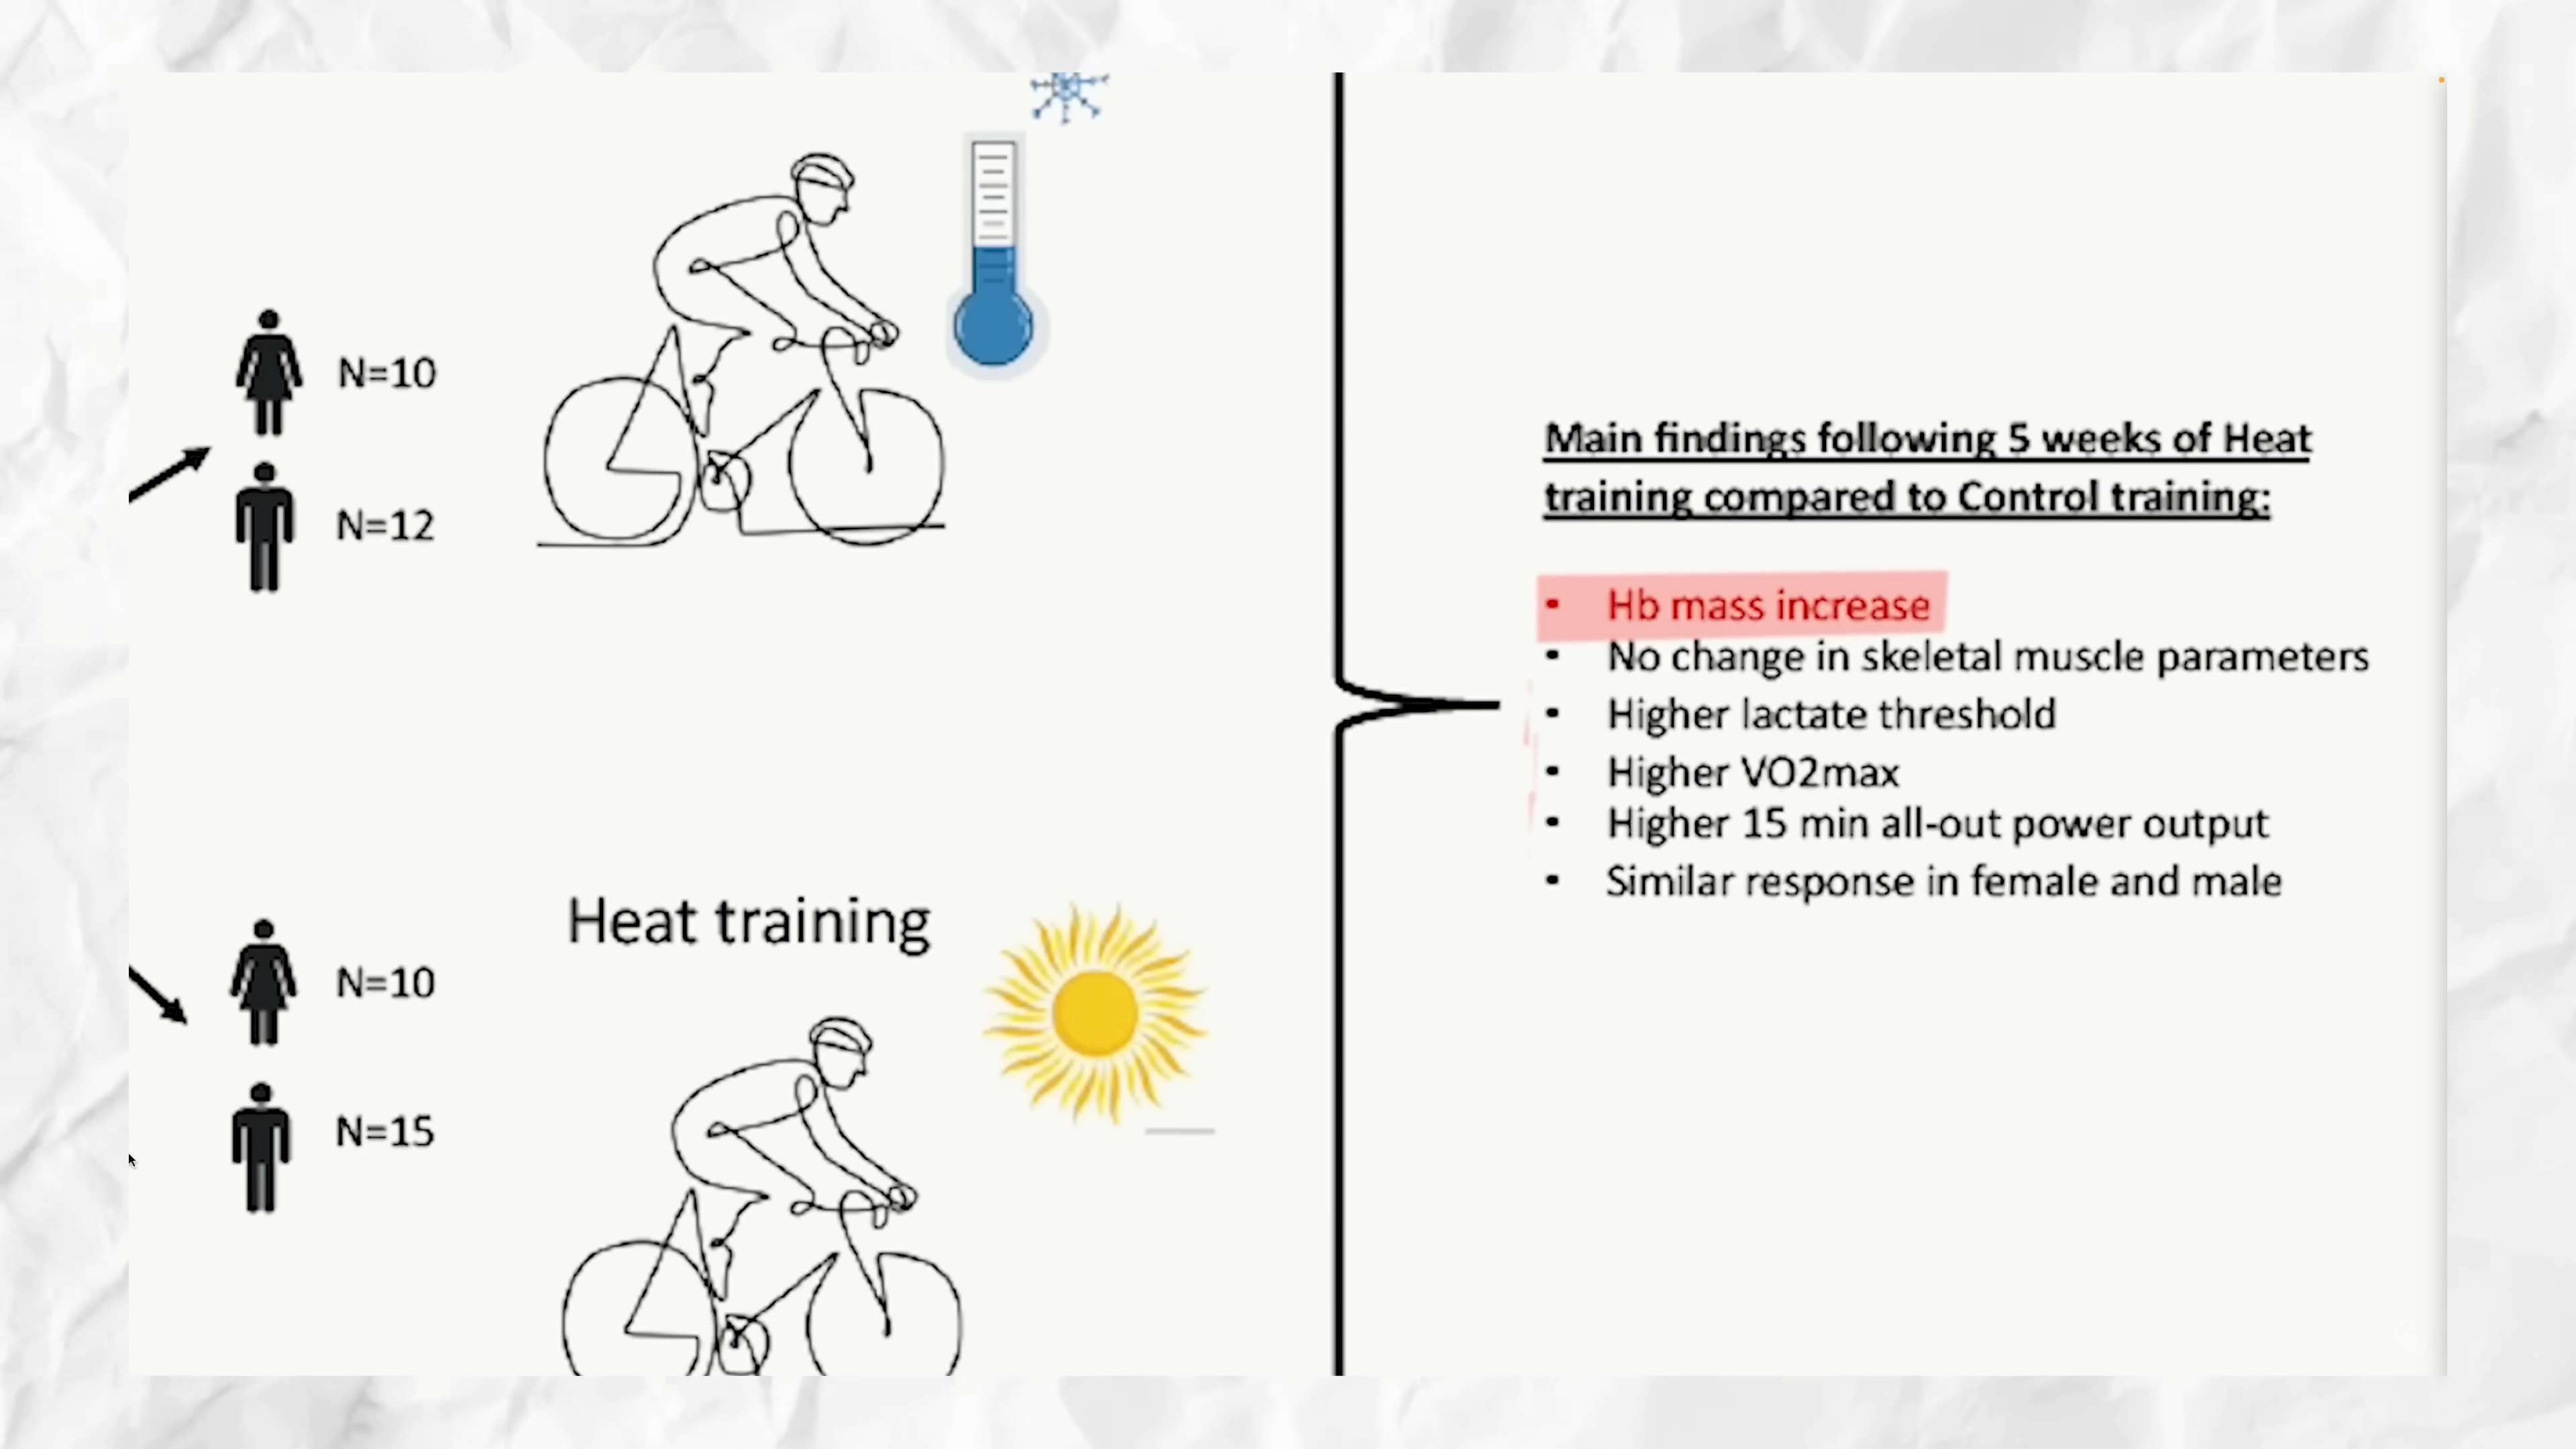 N=10
N=12
Heat training
N=10
N=15
Main findings following 5 weeks of Heat
training compared to Control training:
• Hb mass increase
• No change in skeletal muscle parameters
• Higher lactate threshold
• Higher VO2max
• Higher 15 min all-out power output
• Similar response in female and male